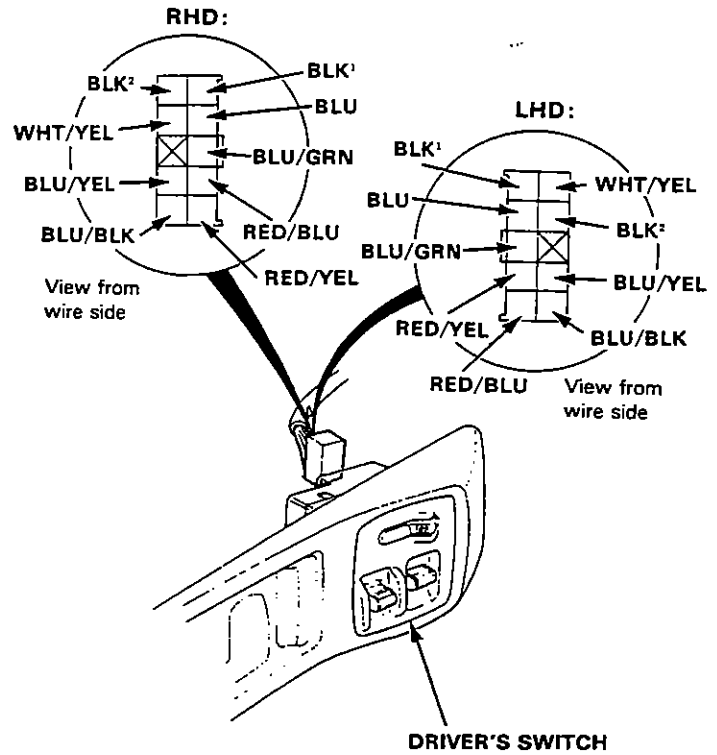 RHD:
BLK²
BLK¹
BLU
WHT/YEL
BLU/GRN
BLU/YEL
RED/BLU
BLU/BLK
RED/YEL
View from
wire side
LHD:
BLK¹
WHT/YEL
BLU
BLK²
BLU/GRN
BLU/YEL
RED/YEL
BLU/BLK
RED/BLU
View from
wire side
DRIVER'S SWITCH